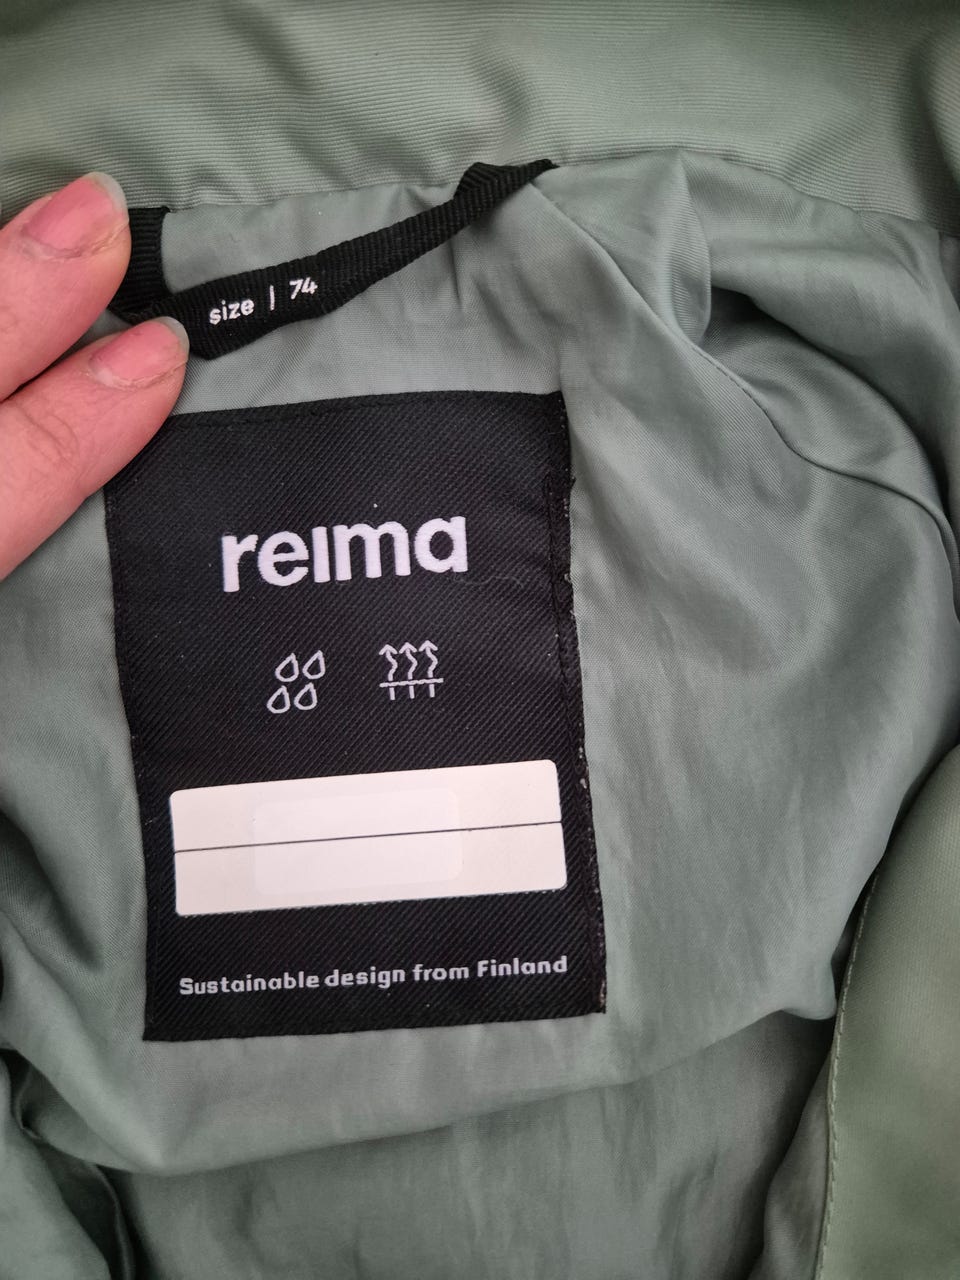 size | 74
reima
Sustainable design from Finland